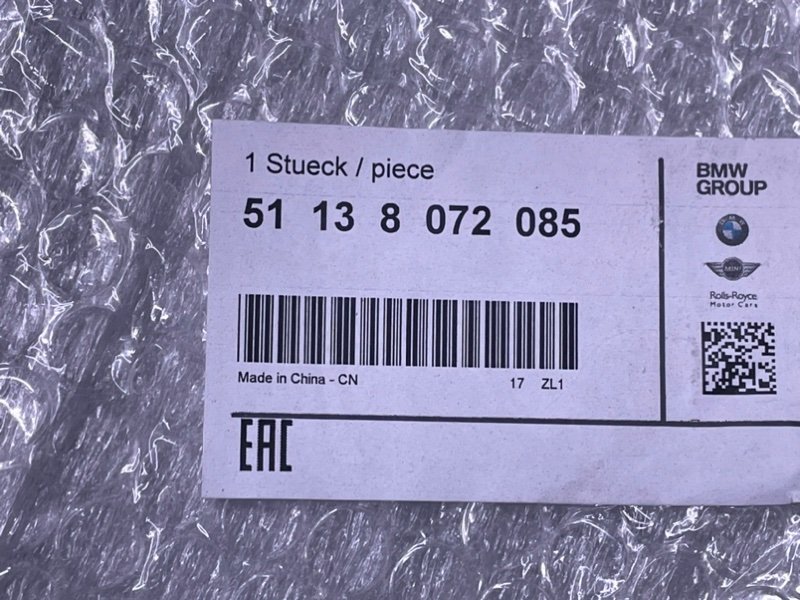 1 Stueck / piece
51 13 8 072 085
Made in China - CN 17 ZL1
EAC
BMW
GROUP
MINI
Rolls-Royce
Motor Cars